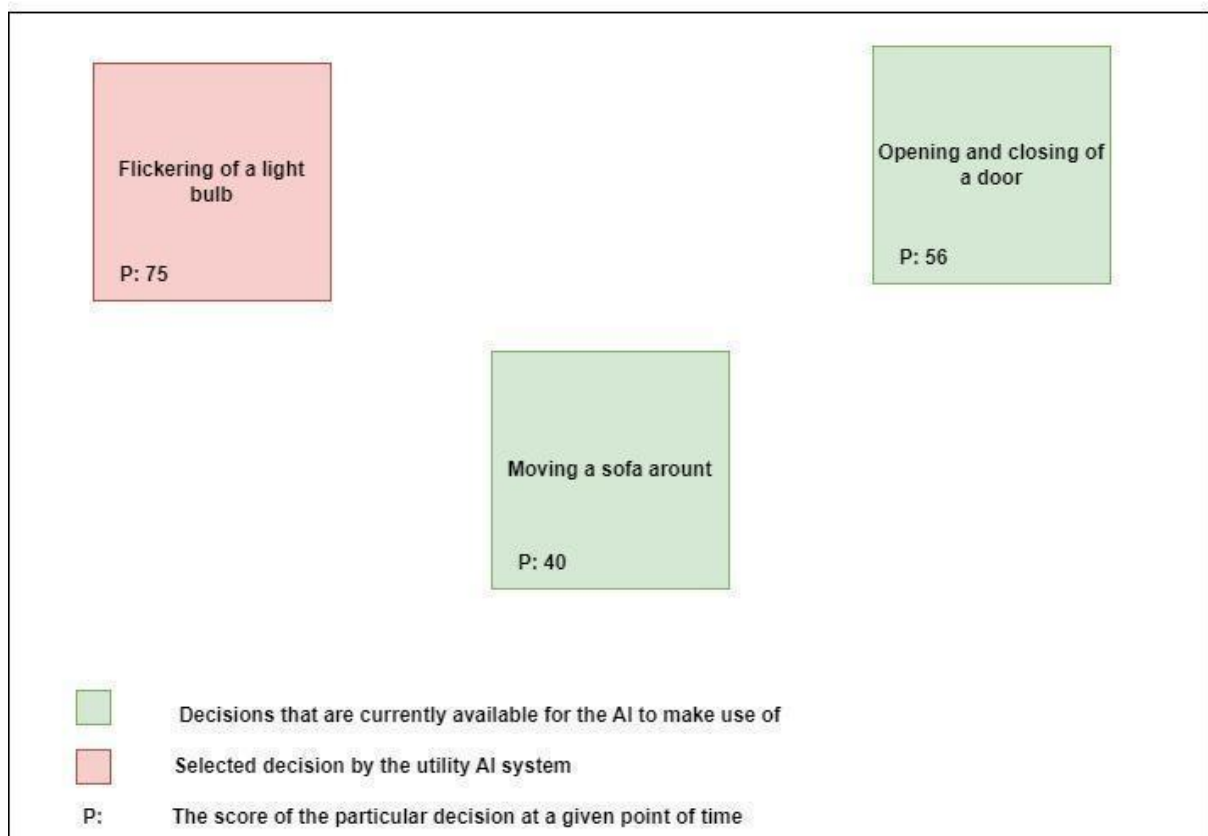 Flickering of a light
bulb
P: 75
Opening and closing of
a door
P: 56
Moving a sofa arount
P: 40
Decisions that are currently available for the AI to make use of
Selected decision by the utility AI system
P: The score of the particular decision at a given point of time